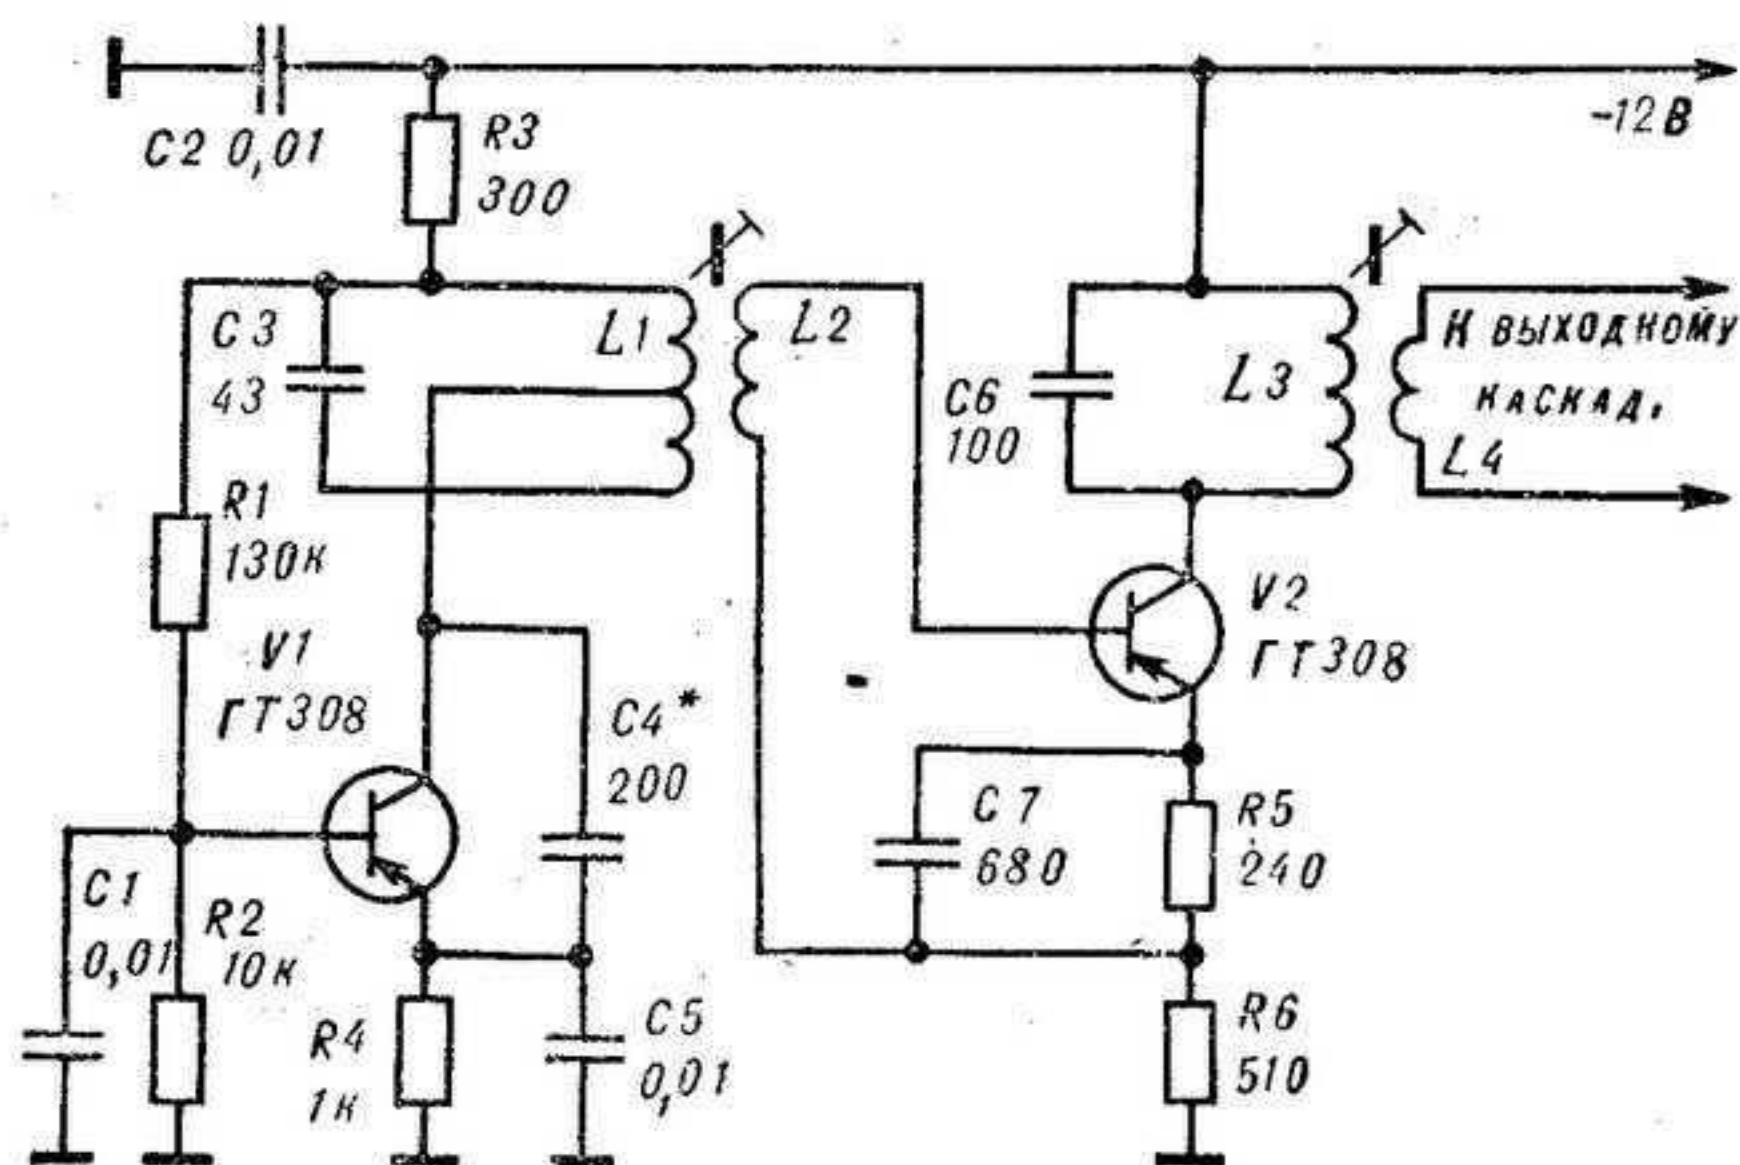 C2 0,01
R3
300
-12В
C3
43
L1
L2
C6
100
L3
К ВЫХОДНОМУ
КАСКАД.
L4
R1
130к
V1
ГТ308
C4*
200
V2
ГТ308
C1
0,01
R2
10к
C7
680
R5
240
R4
1к
C5
0,01
R6
510